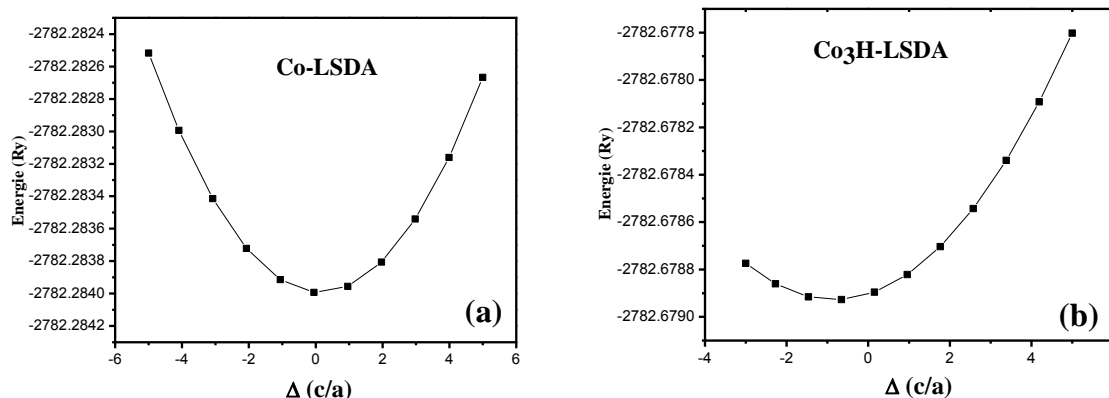 -2782.2824
-2782.2826
-2782.2828
-2782.2830
-2782.2832
-2782.2834
-2782.2836
-2782.2838
-2782.2840
-2782.2842
Energie (Ry)
Co-LSDA
(a)
-6 -4 -2 0 2 4 6
Δ (c/a)
-2782.6778
-2782.6780
-2782.6782
-2782.6784
-2782.6786
-2782.6788
-2782.6790
Energie (Ry)
Co3H-LSDA
(b)
-4 -2 0 2 4
Δ (c/a)